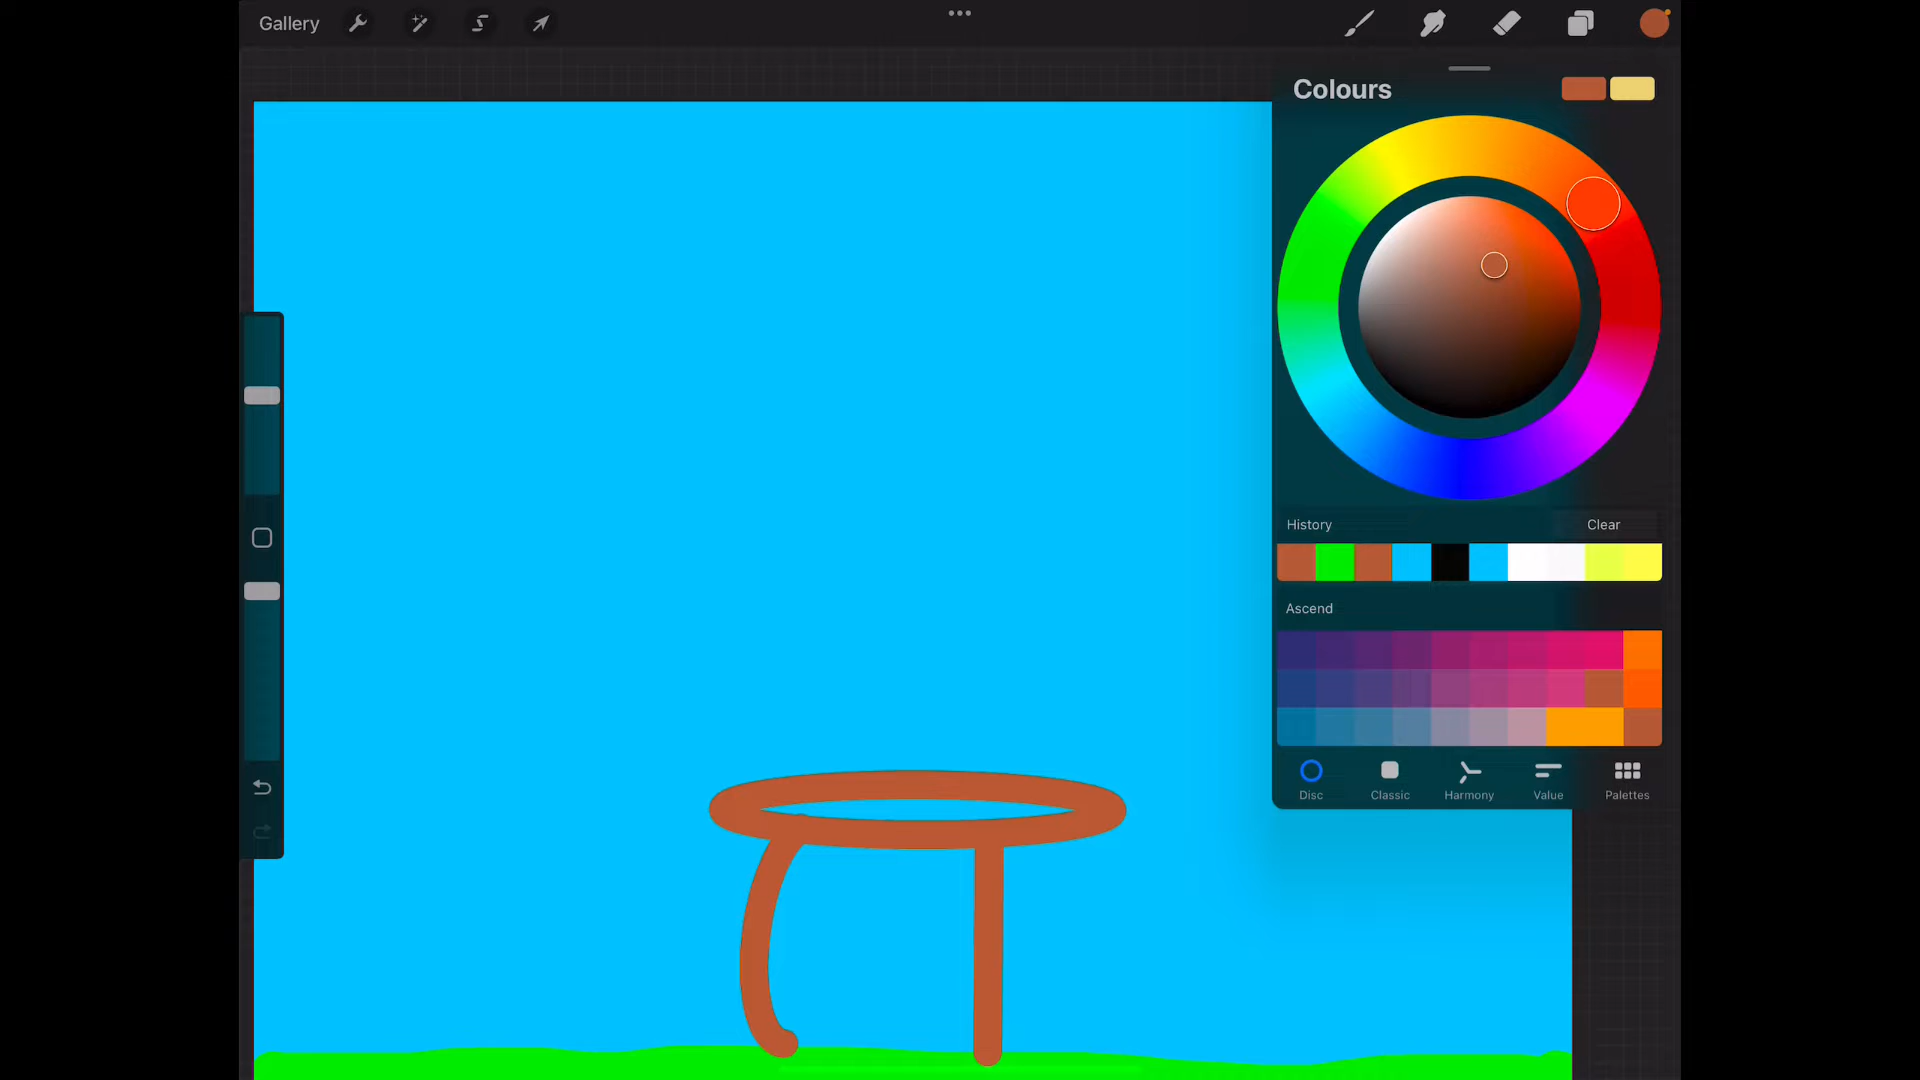 Gallery
Colours
History
Clear
Ascend
Disc
Classic
Harmony
Value
Palettes